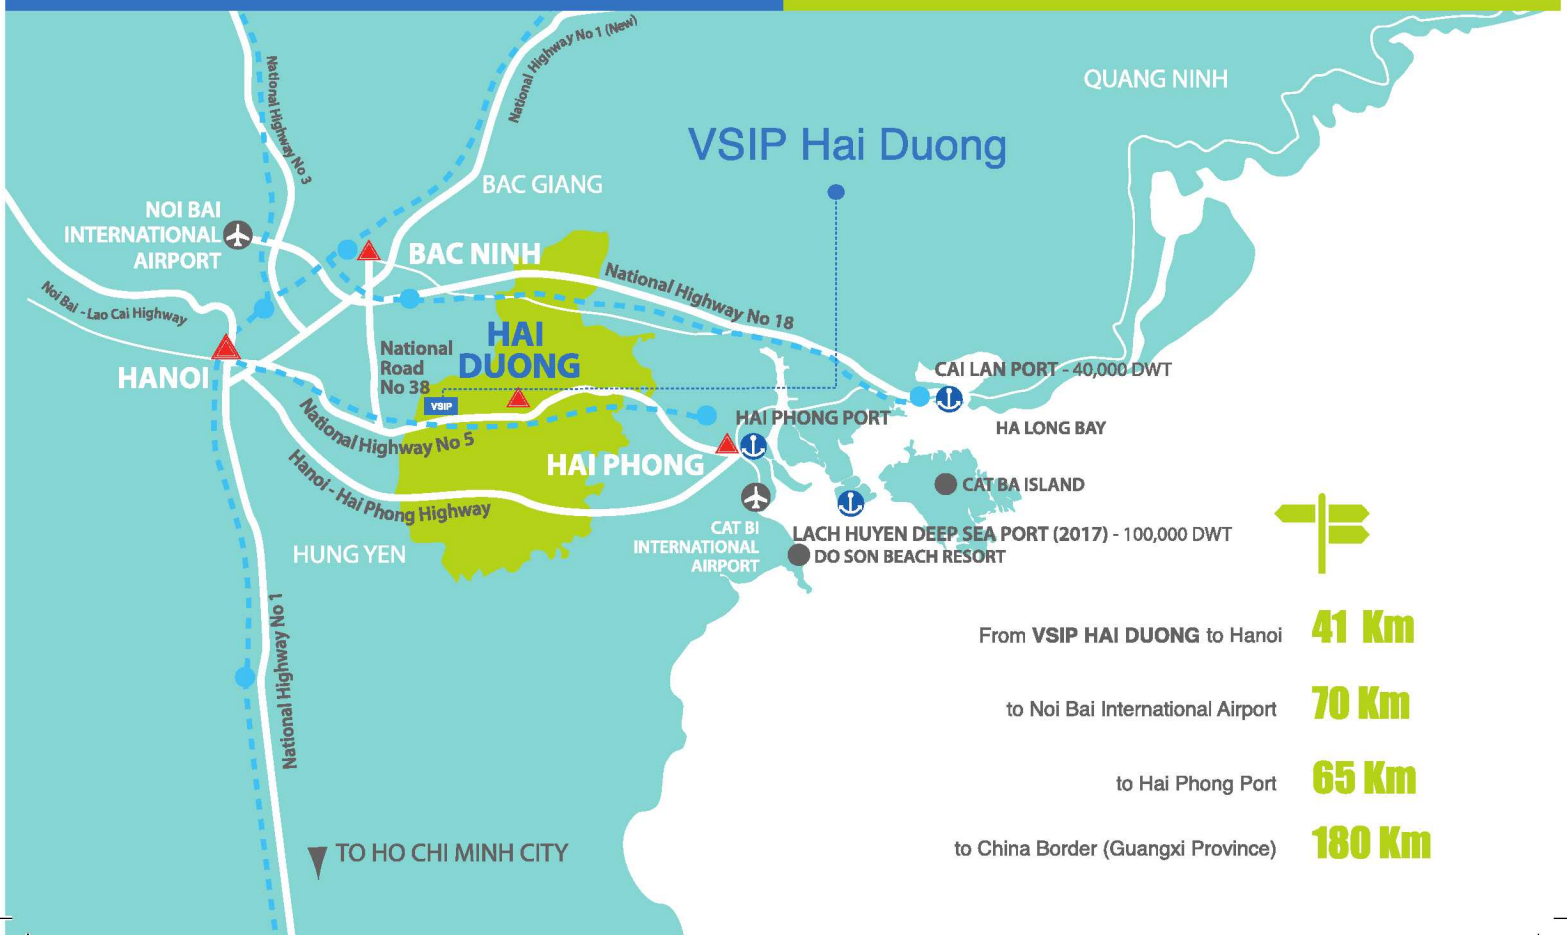 National Highway No 1 (New)
National Highway No 3
QUANG NINH
VSIP Hai Duong
BAC GIANG
NOI BAI
INTERNATIONAL
AIRPORT
BAC NINH
National Highway No 18
Noi Bai - Lao Cai Highway
HAI
DUONG
National
Road
No 38
HANOI
VSIP
CAI LAN PORT - 40,000 DWT
HAI PHONG PORT
HA LONG BAY
National Highway No 5
HAI PHONG
Hanoi - Hai Phong Highway
CAT BA ISLAND
CAT BI
INTERNATIONAL
AIRPORT
LACH HUYEN DEEP SEA PORT (2017) - 100,000 DWT
DO SON BEACH RESORT
HUNG YEN
National Highway No 1
From VSIP HAI DUONG to Hanoi 41 Km
to Noi Bai International Airport 70 Km
to Hai Phong Port 65 Km
to China Border (Guangxi Province) 180 Km
TO HO CHI MINH CITY